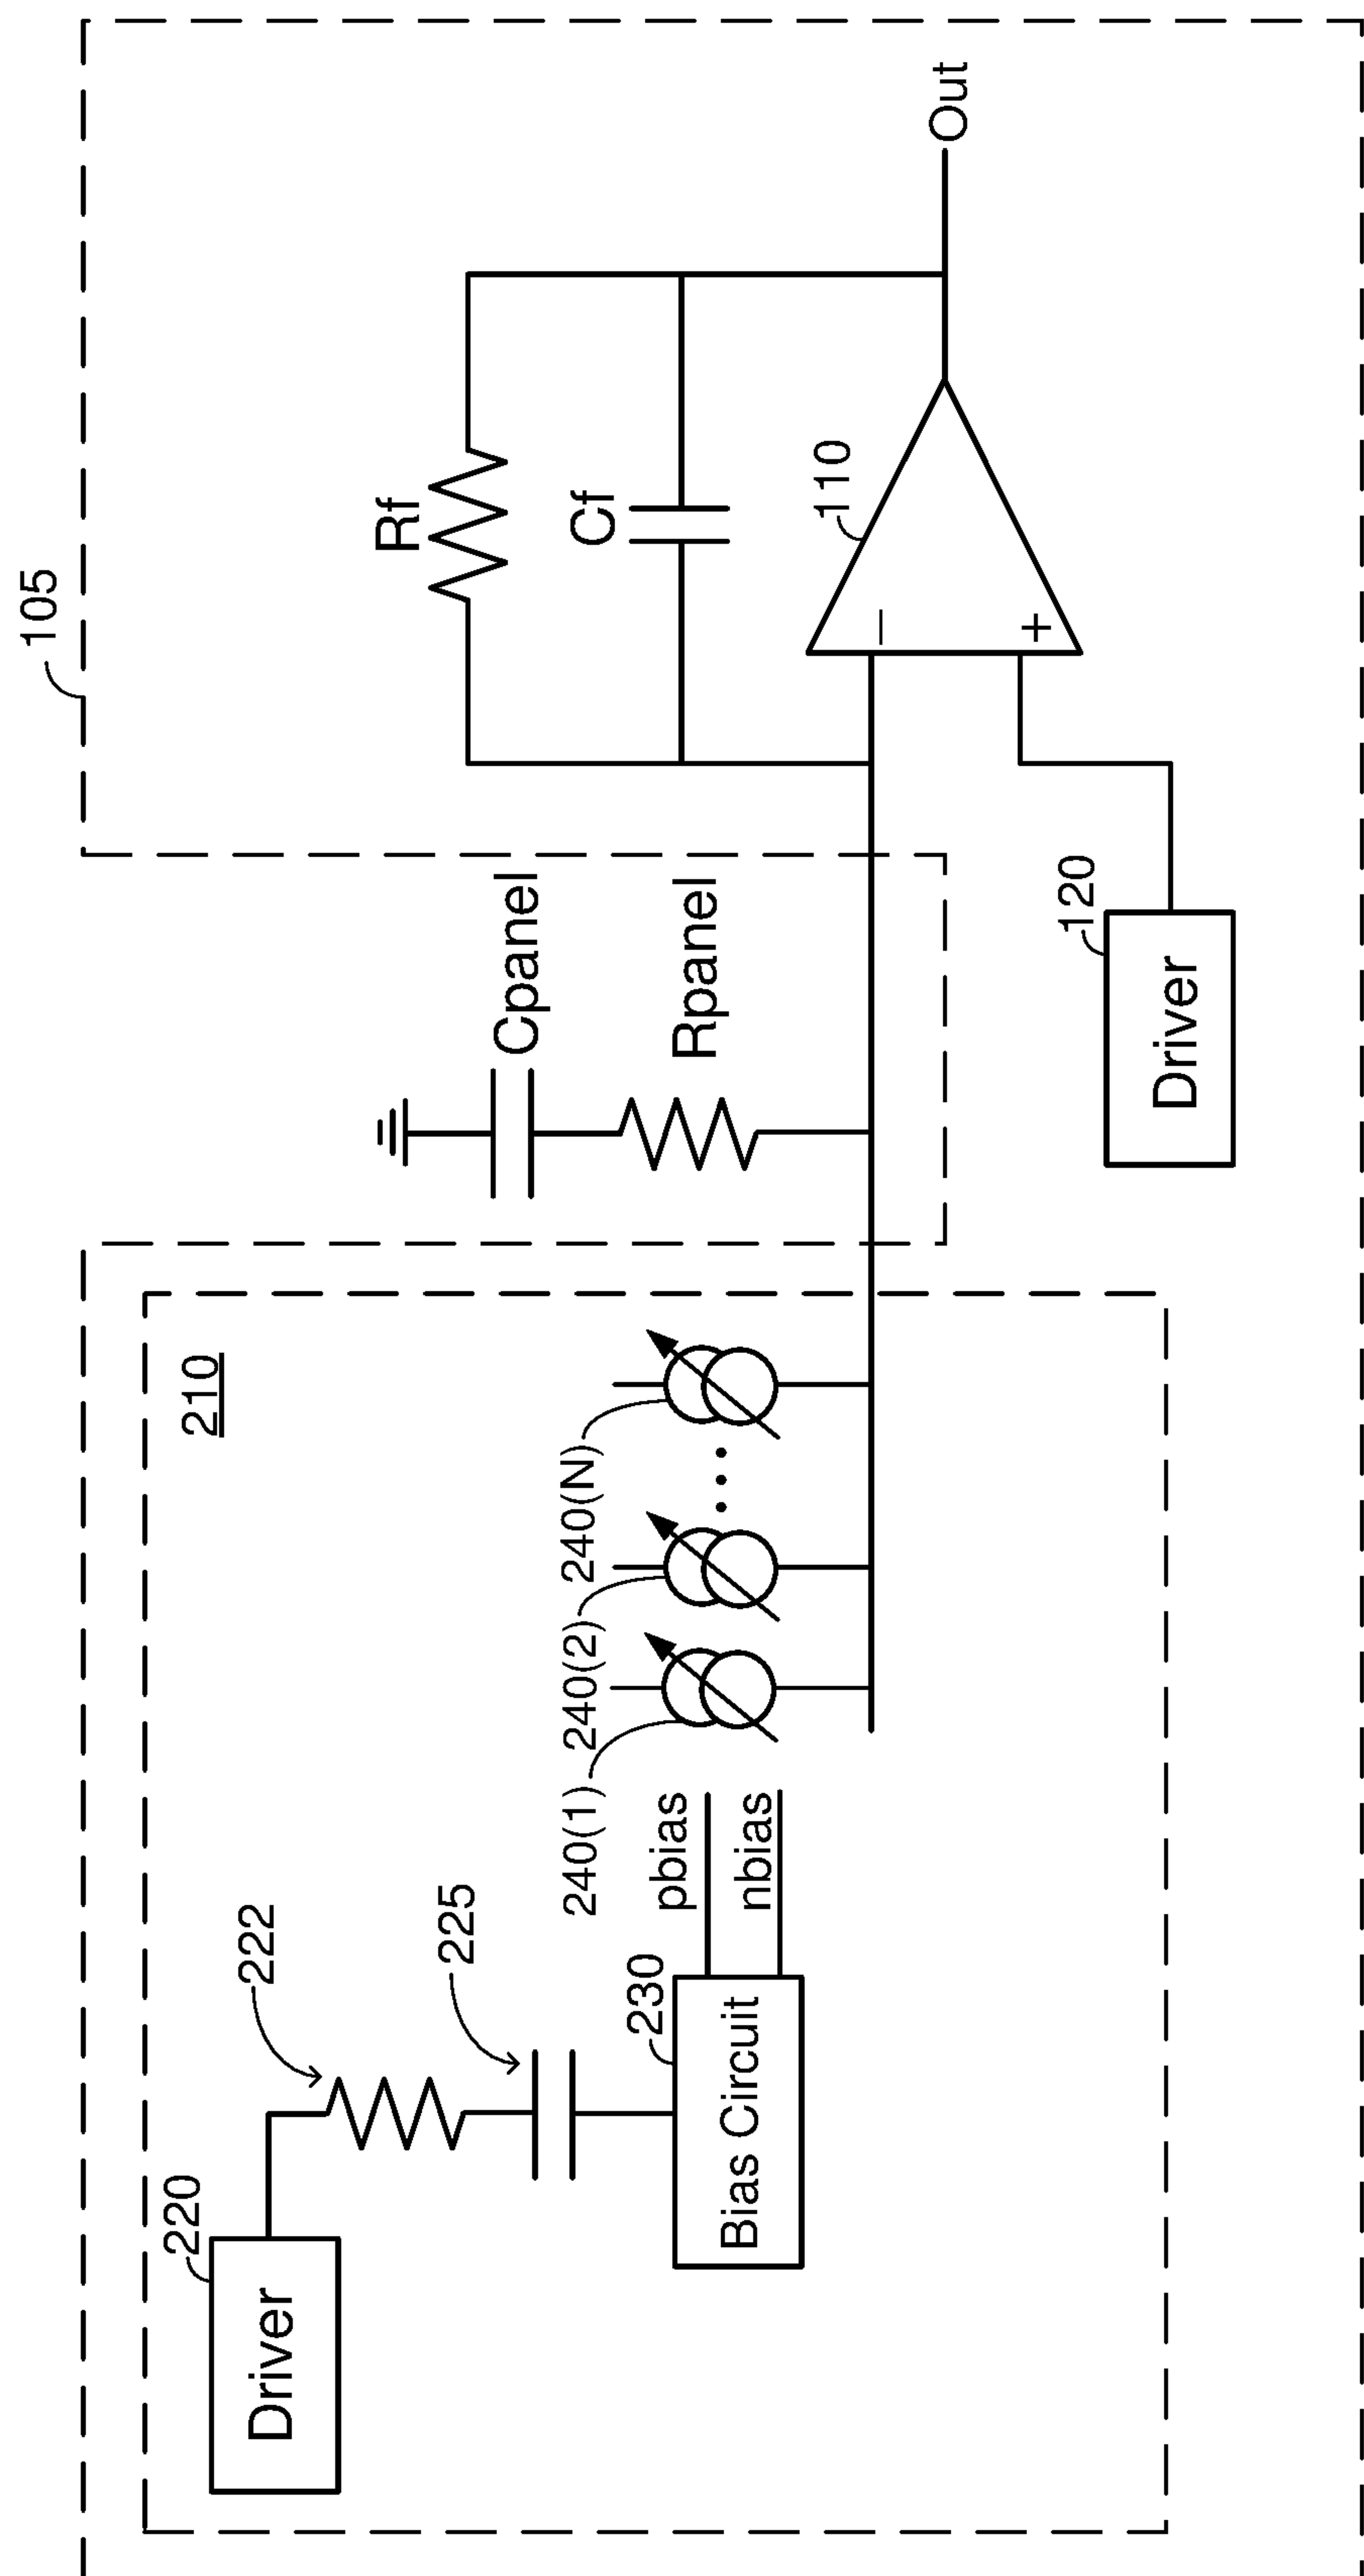 105
210
Driver
220
222
225
Bias Circuit
230
pbias
nbias
240(1)
240(2)
240(N)
Cpanel
Rpanel
Rf
Cf
110
−
+
Out
Driver
120